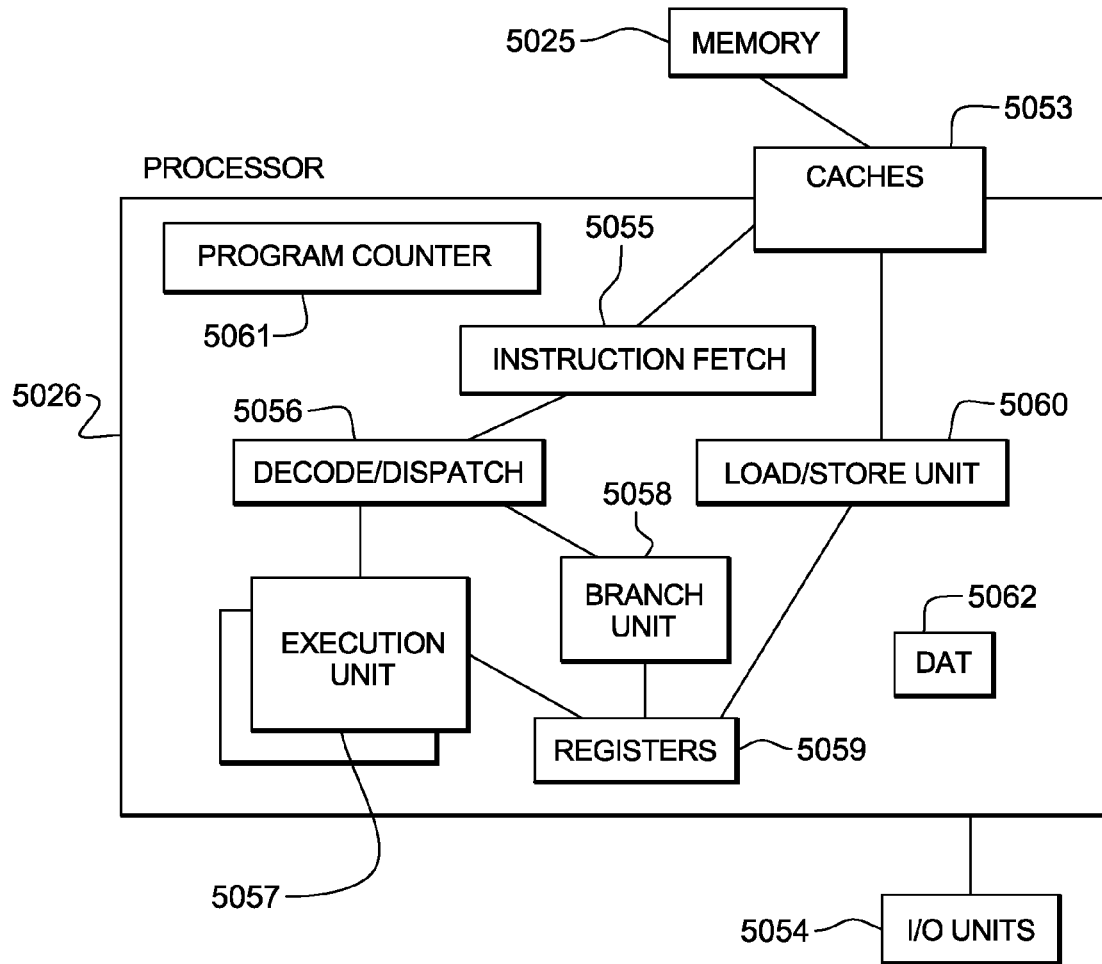 5025
MEMORY
5053
PROCESSOR
CACHES
5055
PROGRAM COUNTER
5061
INSTRUCTION FETCH
5026
5056
5060
DECODE/DISPATCH
LOAD/STORE UNIT
5058
BRANCH
UNIT
5062
EXECUTION
UNIT
DAT
REGISTERS
5059
5057
5054
I/O UNITS